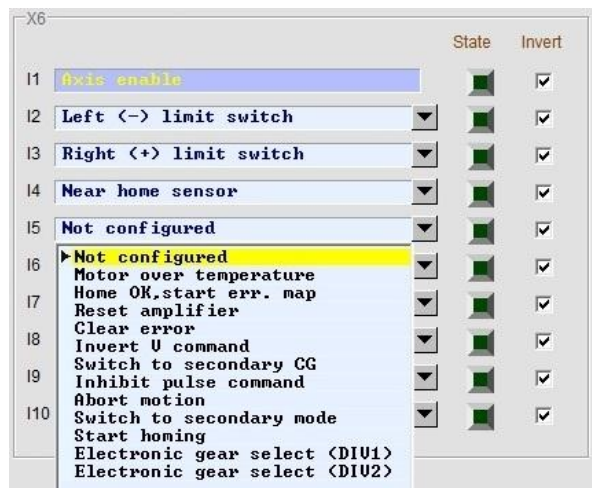 X6
State Invert
I1 Axis enable
I2 Left (-) limit switch
I3 Right (+) limit switch
I4 Near home sensor
I5 Not configured
Not configured
I6
Motor over temperature
Home OK,start err. map
I7
Reset amplifier
Clear error
I8
Invert V command
Switch to secondary CG
I9
Inhibit pulse command
Abort motion
I10
Switch to secondary mode
Start homing
Electronic gear select (DIV1)
Electronic gear select (DIV2)